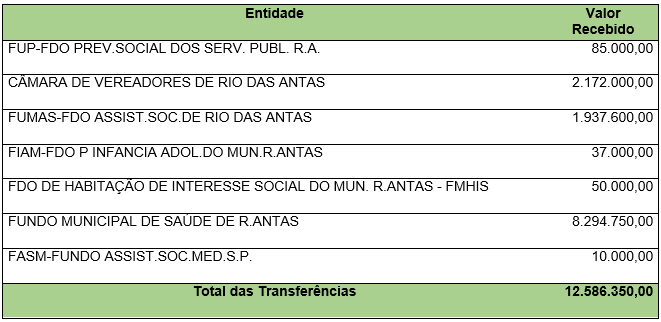 Entidade Valor
Recebido
FUP-FDO PREV.SOCIAL DOS SERV. PUBL. R.A. 85.000,00
CÂMARA DE VEREADORES DE RIO DAS ANTAS 2.172.000,00
FUMAS-FDO ASSIST.SOC.DE RIO DAS ANTAS 1.937.600,00
FIAM-FDO P INFANCIA ADOL.DO MUN.R.ANTAS 37.000,00
FDO DE HABITAÇÃO DE INTERESSE SOCIAL DO MUN. R.ANTAS - FMHIS 50.000,00
FUNDO MUNICIPAL DE SAÚDE DE R.ANTAS 8.294.750,00
FASM-FUNDO ASSIST.SOC.MED.S.P. 10.000,00
Total das Transferências 12.586.350,00